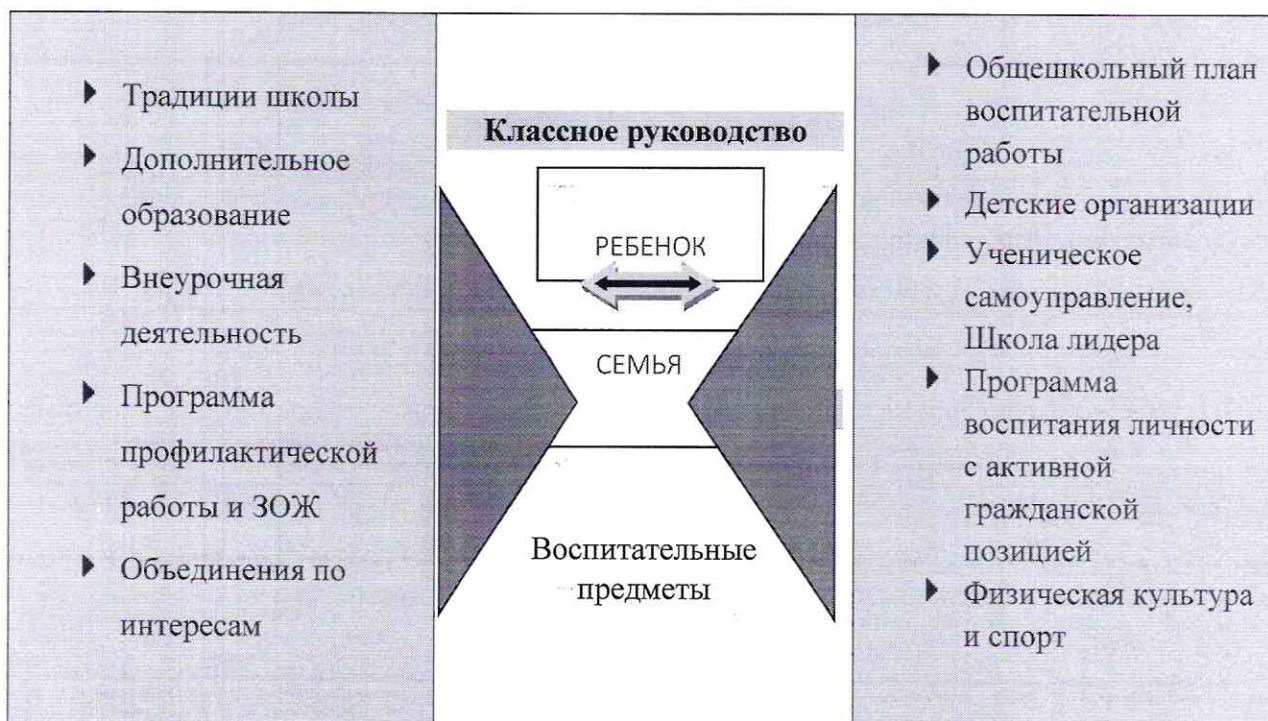 Традиции школы
Дополнительное
образование
Внеурочная
деятельность
Программа
профилактической
работы и ЗОЖ
Объединения по
интересам
Классное руководство
РЕБЕНОК
СЕМЬЯ
Воспитательные
предметы
Общешкольный план
воспитательной
работы
Детские организации
Ученическое
самоуправление,
Школа лидера
Программа
воспитания личности
с активной
гражданской
позицией
Физическая культура
и спорт